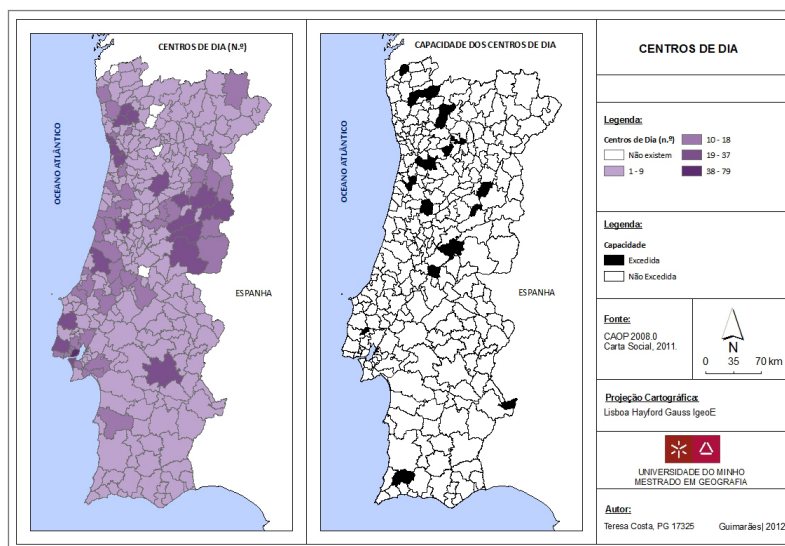 CENTROS DE DIA (N.º)
OCEANO ATLÂNTICO
ESPANHA
CAPACIDADE DOS CENTROS DE DIA
OCEANO ATLÂNTICO
ESPANHA
CENTROS DE DIA
Legenda:
Centros de Dia (n.º)
Não existem
1 - 9
10 - 18
19 - 37
38 - 79
Legenda:
Capacidade
Excedida
Não Excedida
Fonte:
CAOP 2008.0
Carta Social, 2011.
N
0 35 70 km
Projeção Cartográfica:
Lisboa Hayford Gauss IgeoE
UNIVERSIDADE DO MINHO
MESTRADO EM GEOGRAFIA
Autor:
Teresa Costa, PG 17325 Guimarães| 2012